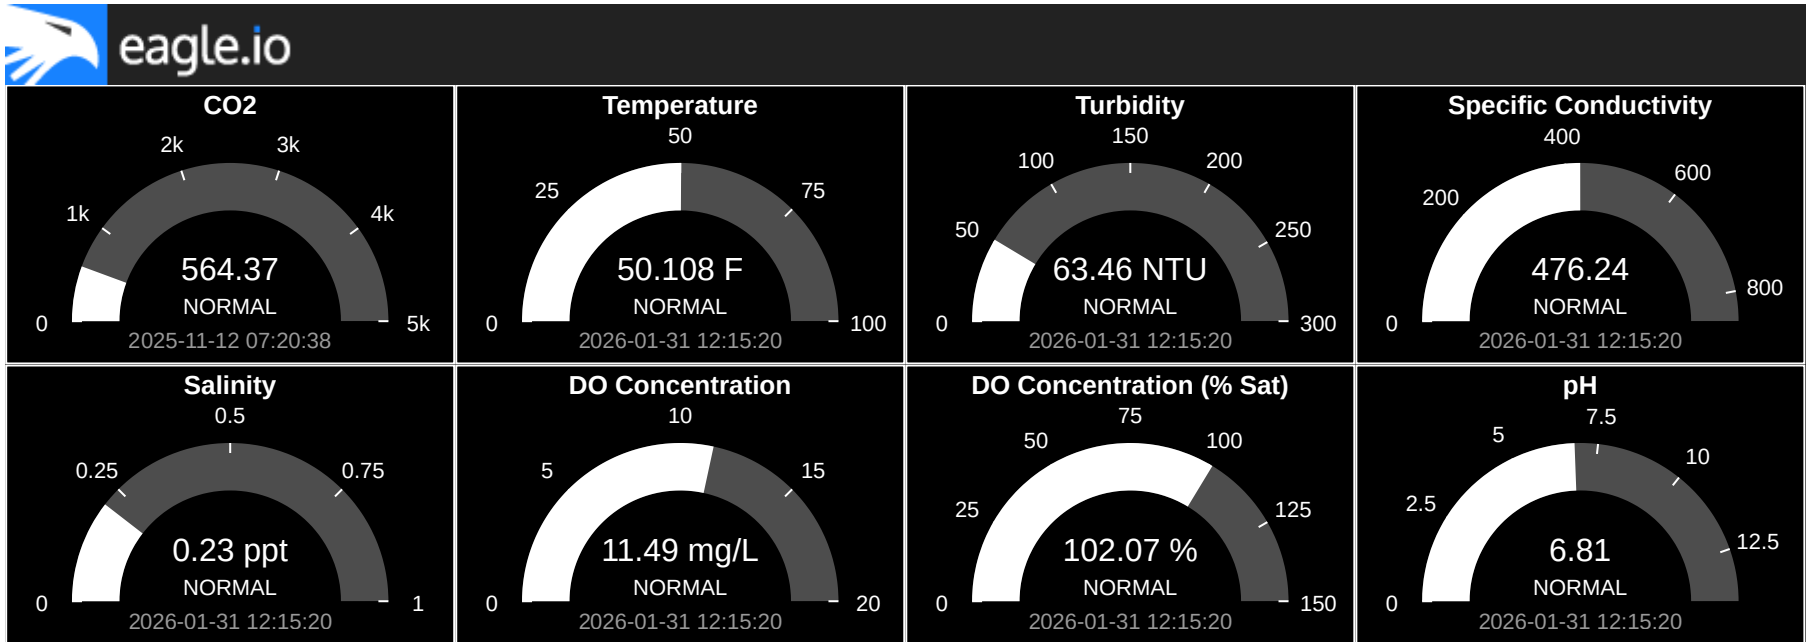 eagle.io
CO2
0
1k
2k
3k
4k
5k
564.37
NORMAL
2025-11-12 07:20:38
Temperature
0
25
50
75
100
50.108 F
NORMAL
2026-01-31 12:15:20
Turbidity
0
50
100
150
200
250
300
63.46 NTU
NORMAL
2026-01-31 12:15:20
Specific Conductivity
0
200
400
600
800
476.24
NORMAL
2026-01-31 12:15:20
Salinity
0
0.25
0.5
0.75
1
0.23 ppt
NORMAL
2026-01-31 12:15:20
DO Concentration
0
5
10
15
20
11.49 mg/L
NORMAL
2026-01-31 12:15:20
DO Concentration (% Sat)
0
25
50
75
100
125
150
102.07 %
NORMAL
2026-01-31 12:15:20
pH
0
2.5
5
7.5
10
12.5
6.81
NORMAL
2026-01-31 12:15:20